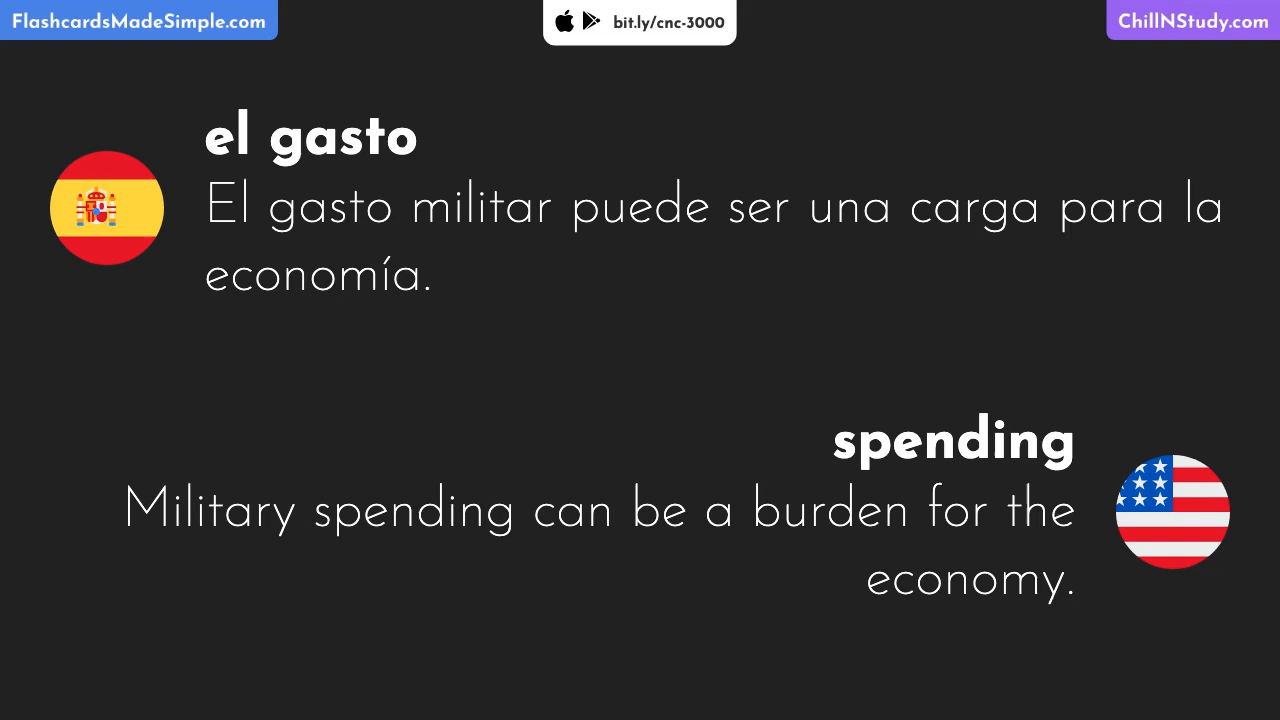 FlashcardsMadeSimple.com
bit.ly/cnc-3000
ChillNStudy.com
el gasto
El gasto militar puede ser una carga para la
economía.
spending
Military spending can be a burden for the
economy.